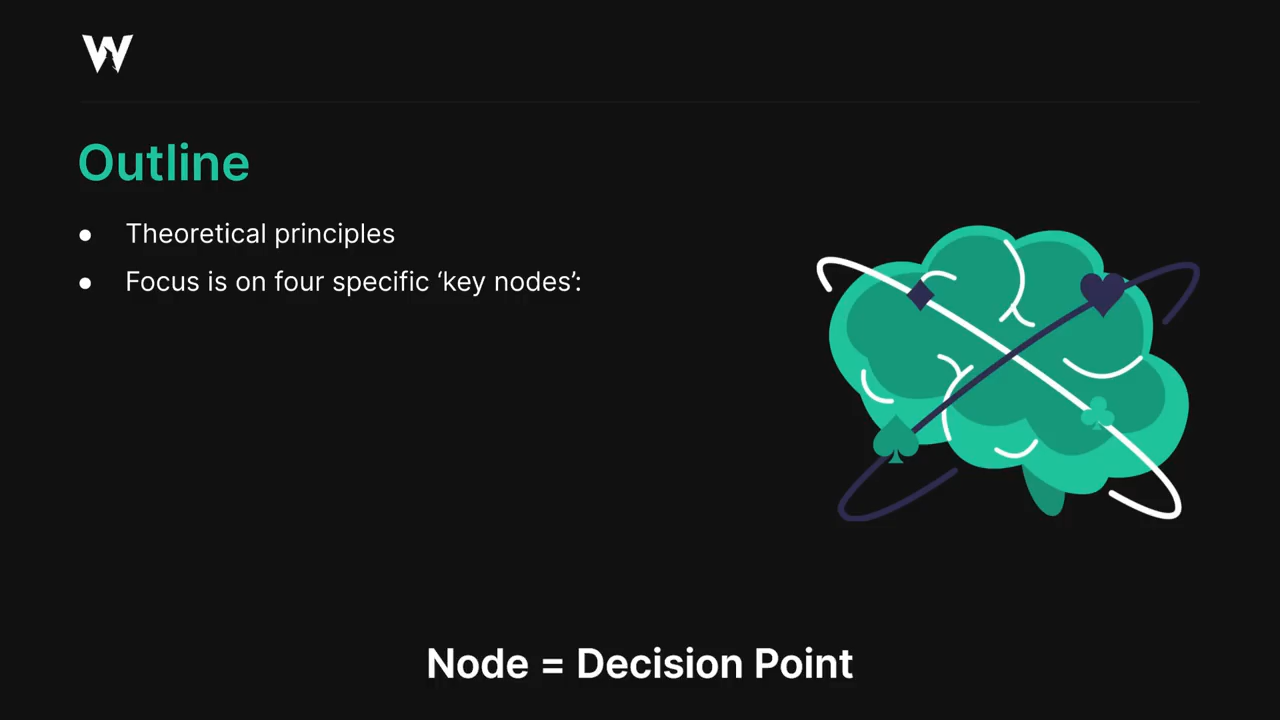 W
Outline
● Theoretical principles
● Focus is on four specific ‘key nodes’:
Node = Decision Point